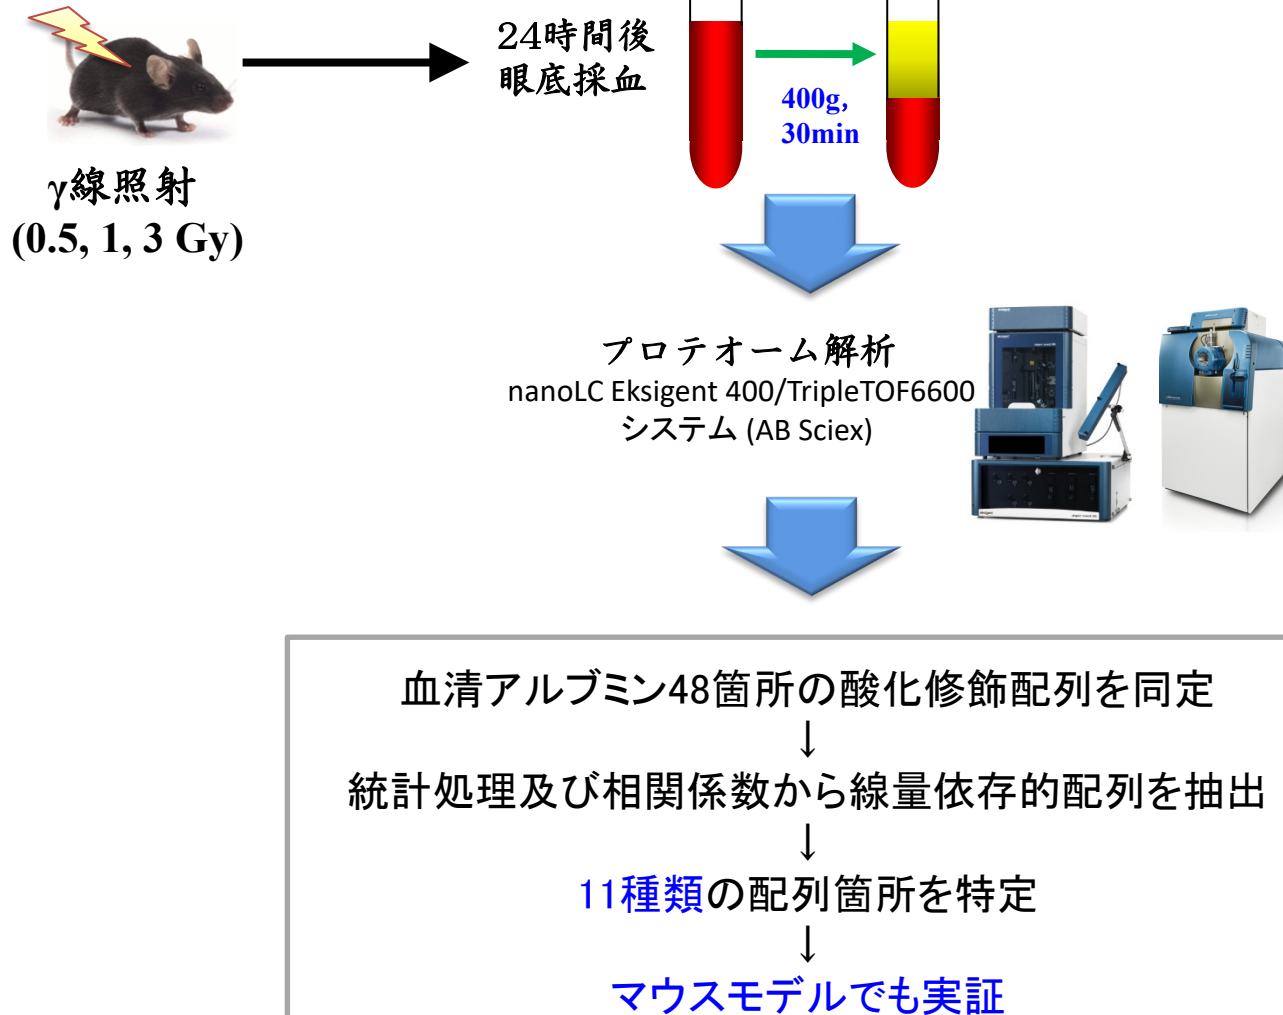 γ線照射
(0.5, 1, 3 Gy)
24時間後
眼底採血
400g,
30min
プロテオーム解析
nanoLC Eksigent 400/TripleTOF6600
システム (AB Sciex)
血清アルブミン48箇所の酸化修飾配列を同定
↓
統計処理及び相関係数から線量依存的配列を抽出
↓
11種類の配列箇所を特定
↓
マウスモデルでも実証